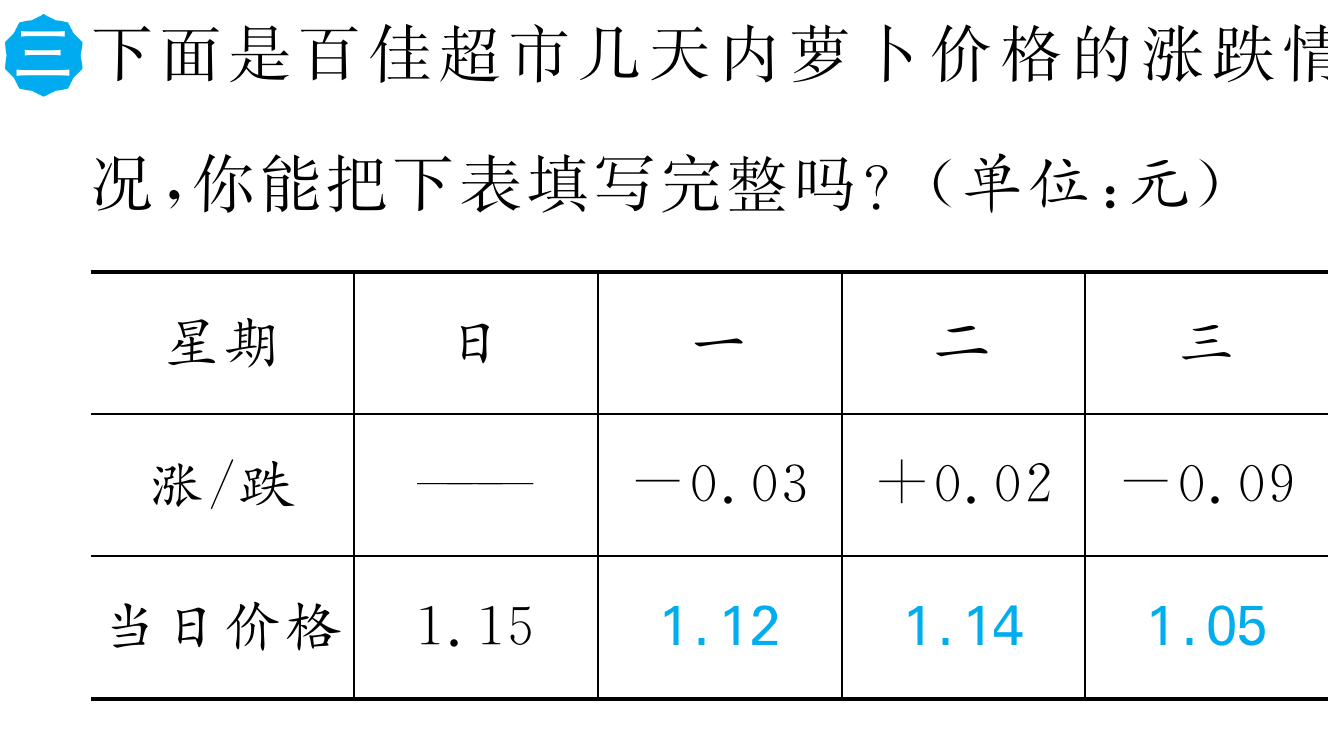 三 下面是百佳超市几天内萝卜价格的涨跌情
况,你能把下表填写完整吗?(单位:元)
星期 日 一 二 三
涨/跌 —— －0.03 ＋0.02 －0.09
当日价格 1.15 1.12 1.14 1.05